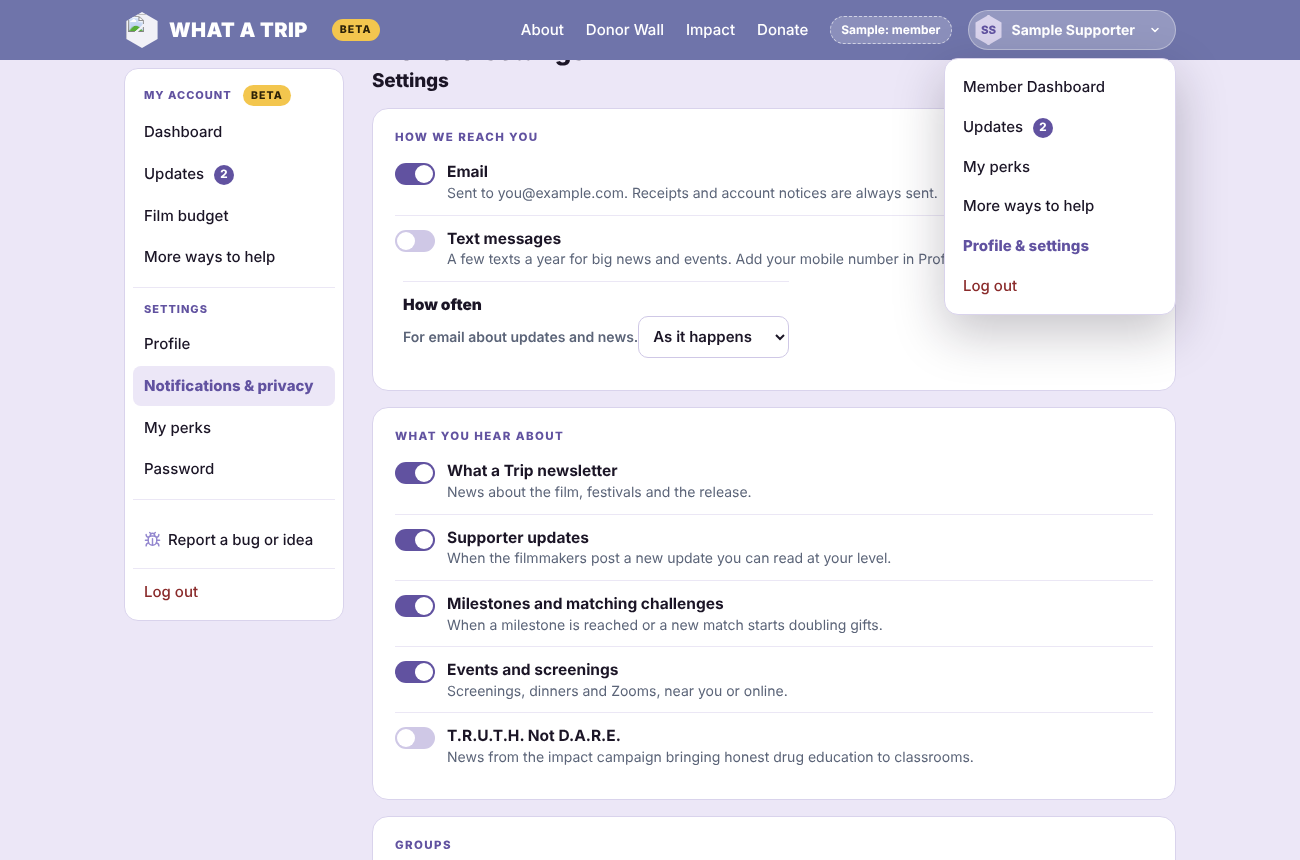 WHAT A TRIP BETA About Donor Wall Impact Donate Sample: member SS Sample Supporter
Member Dashboard
Updates 2
My perks
More ways to help
Profile & settings
Log out
MY ACCOUNT BETA
Dashboard
Updates 2
Film budget
More ways to help
SETTINGS
Profile
Notifications & privacy
My perks
Password
Report a bug or idea
Log out
Settings
HOW WE REACH YOU
Email
Sent to you@example.com. Receipts and account notices are always sent.
Text messages
A few texts a year for big news and events. Add your mobile number in
How often
For email about updates and news. As it happens
WHAT YOU HEAR ABOUT
What a Trip newsletter
News about the film, festivals and the release.
Supporter updates
When the filmmakers post a new update you can read at your level.
Milestones and matching challenges
When a milestone is reached or a new match starts doubling gifts.
Events and screenings
Screenings, dinners and Zooms, near you or online.
T.R.U.T.H. Not D.A.R.E.
News from the impact campaign bringing honest drug education to classrooms.
GROUPS